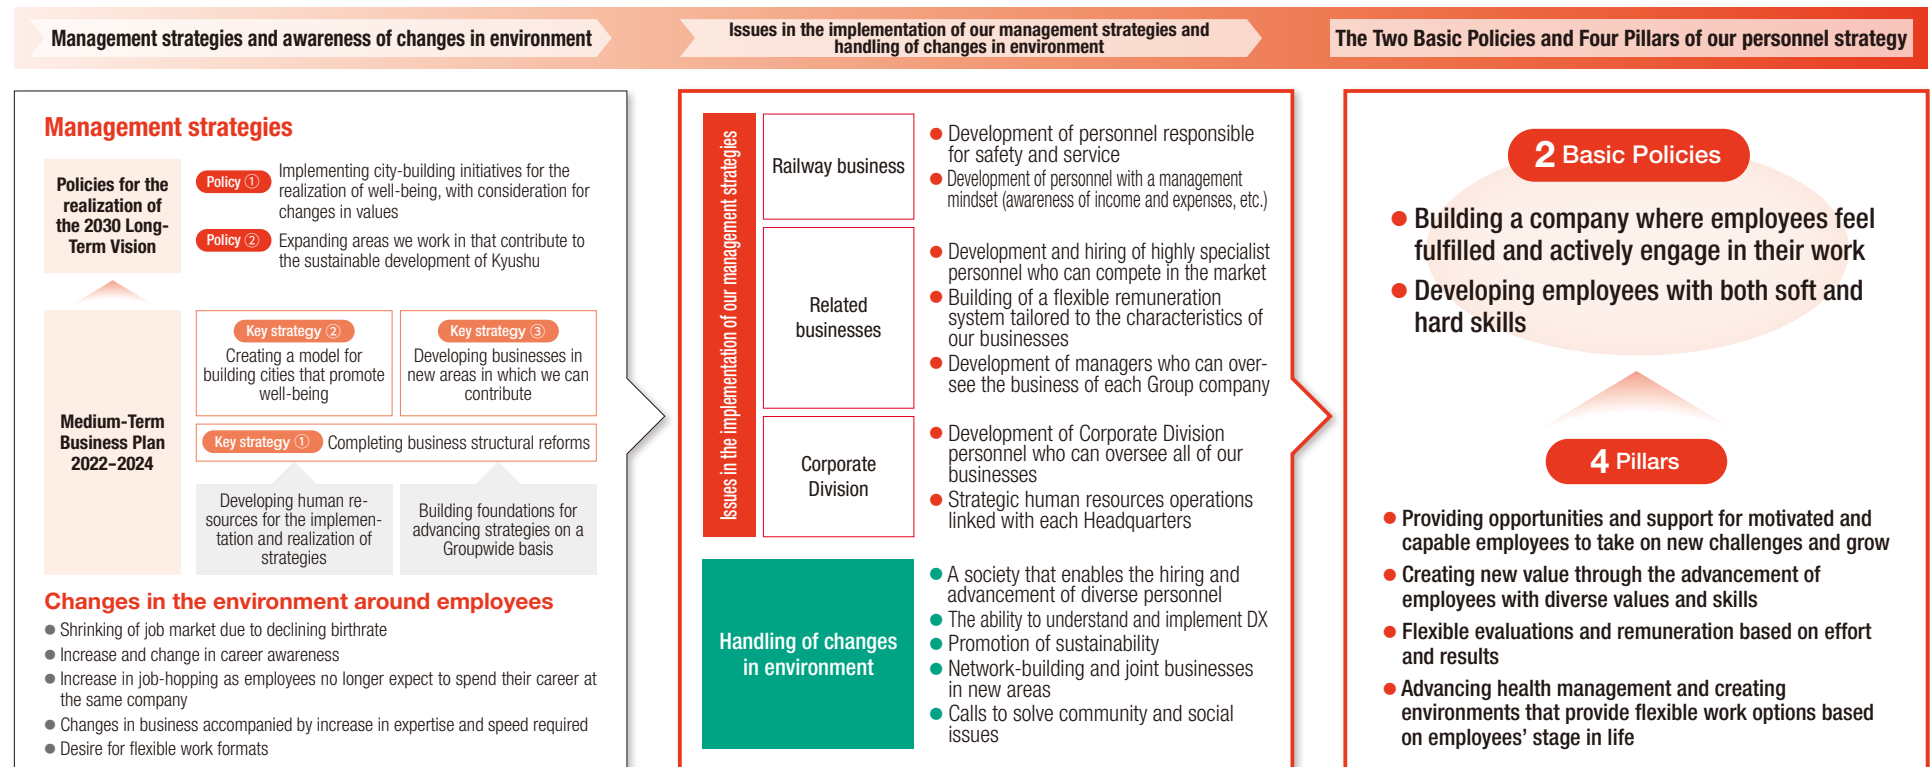 Management strategies and awareness of changes in environment
Issues in the implementation of our management strategies and
handling of changes in environment
The Two Basic Policies and Four Pillars of our personnel strategy
Management strategies
Policies for the
realization of
the 2030 Long-
Term Vision
Policy ①
Implementing city-building initiatives for the
realization of well-being, with consideration for
changes in values
Policy ②
Expanding areas we work in that contribute to
the sustainable development of Kyushu
Medium-Term
Business Plan
2022–2024
Key strategy ②
Creating a model for
building cities that promote
well-being
Key strategy ③
Developing businesses in
new areas in which we can
contribute
Key strategy ① Completing business structural reforms
Developing human re-
sources for the implemen-
tation and realization of
strategies
Building foundations for
advancing strategies on a
Groupwide basis
Changes in the environment around employees
● Shrinking of job market due to declining birthrate
● Increase and change in career awareness
● Increase in job-hopping as employees no longer expect to spend their career at
the same company
● Changes in business accompanied by increase in expertise and speed required
● Desire for flexible work formats
Issues in the implementation of our management strategies
Railway business
● Development of personnel responsible
for safety and service
● Development of personnel with a management
mindset (awareness of income and expenses, etc.)
Related
businesses
● Development and hiring of highly specialist
personnel who can compete in the market
● Building of a flexible remuneration
system tailored to the characteristics of
our businesses
● Development of managers who can over-
see the business of each Group company
Corporate
Division
● Development of Corporate Division
personnel who can oversee all of our
businesses
● Strategic human resources operations
linked with each Headquarters
Handling of changes
in environment
● A society that enables the hiring and
advancement of diverse personnel
● The ability to understand and implement DX
● Promotion of sustainability
● Network-building and joint businesses
in new areas
● Calls to solve community and social
issues
2 Basic Policies
● Building a company where employees feel
fulfilled and actively engage in their work
● Developing employees with both soft and
hard skills
4 Pillars
● Providing opportunities and support for motivated and
capable employees to take on new challenges and grow
● Creating new value through the advancement of
employees with diverse values and skills
● Flexible evaluations and remuneration based on effort
and results
● Advancing health management and creating
environments that provide flexible work options based
on employees' stage in life